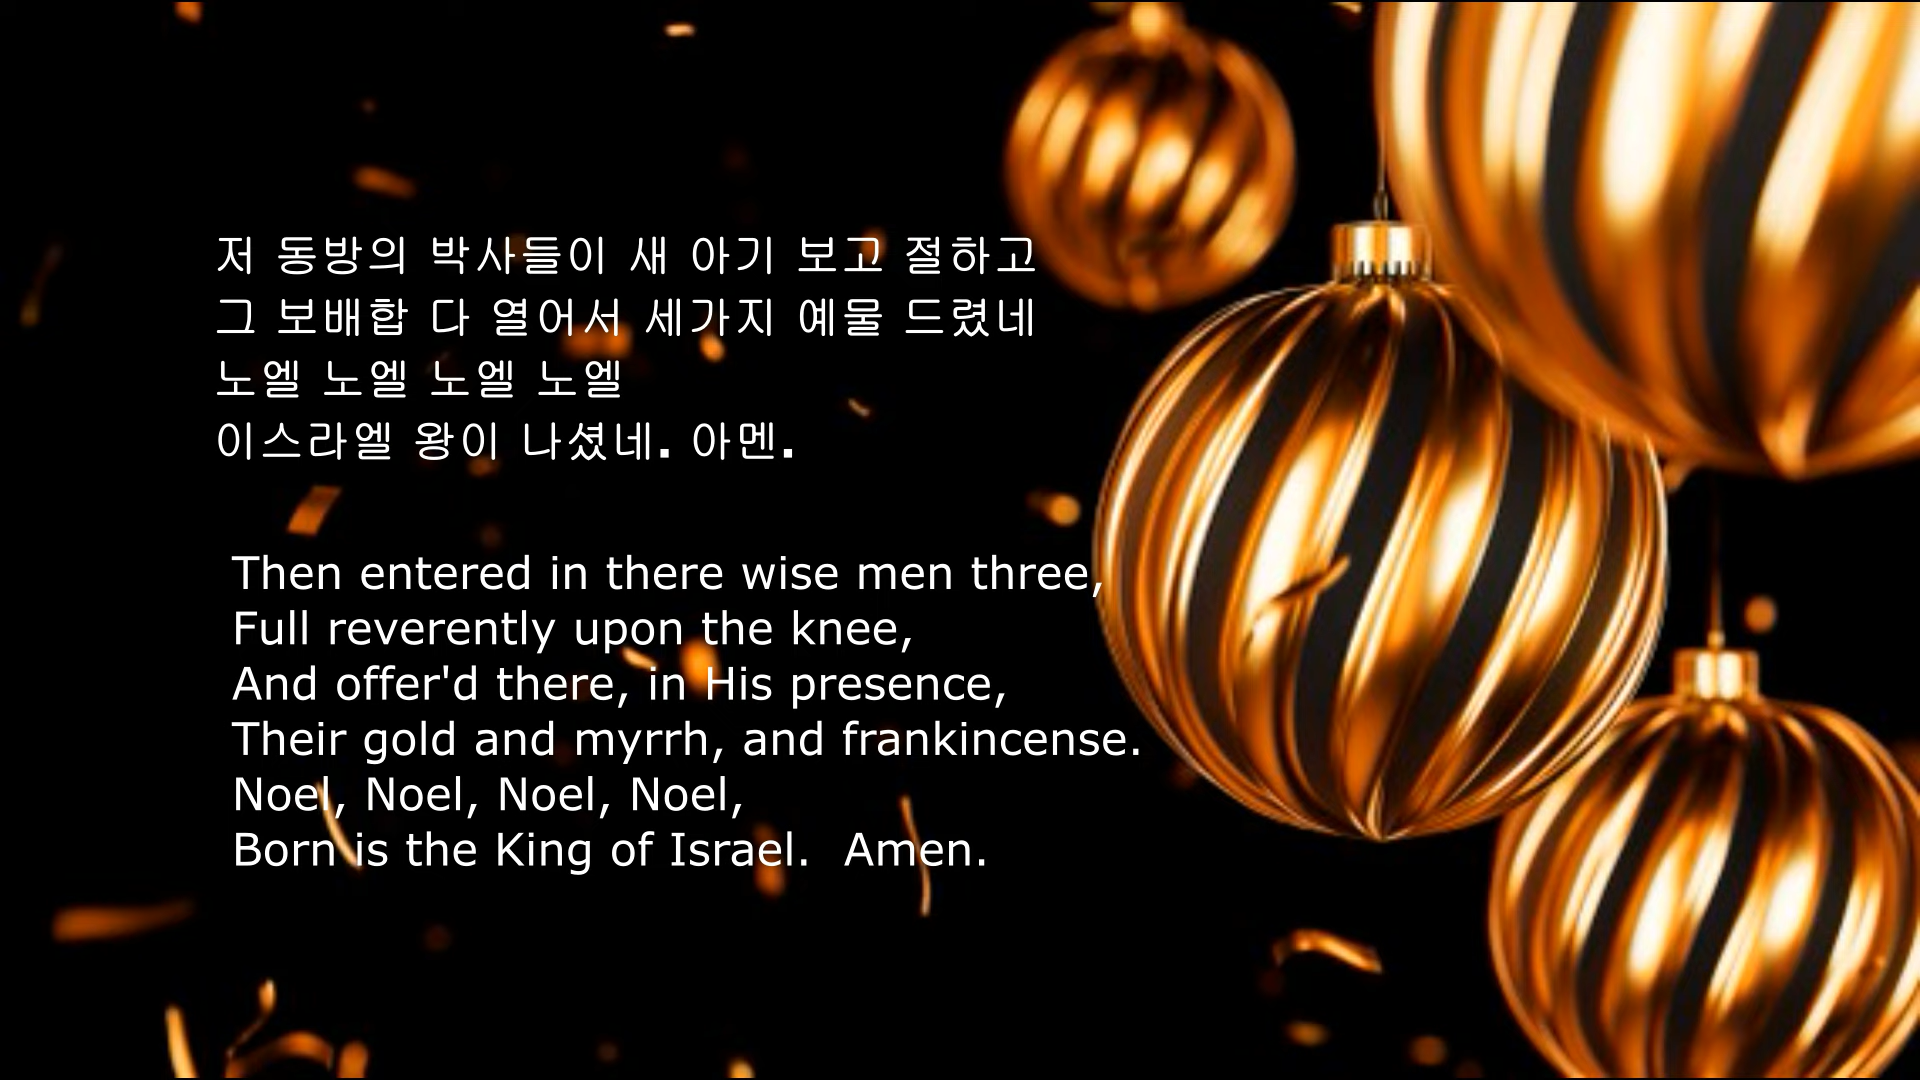 저 동방의 박사들이 새 아기 보고 절하고
그 보배합 다 열어서 세가지 예물 드렸네
노엘 노엘 노엘 노엘
이스라엘 왕이 나셨네. 아멘.
Then entered in there wise men three,
Full reverently upon the knee,
And offer'd there, in His presence,
Their gold and myrrh, and frankincense.
Noel, Noel, Noel, Noel,
Born is the King of Israel.  Amen.